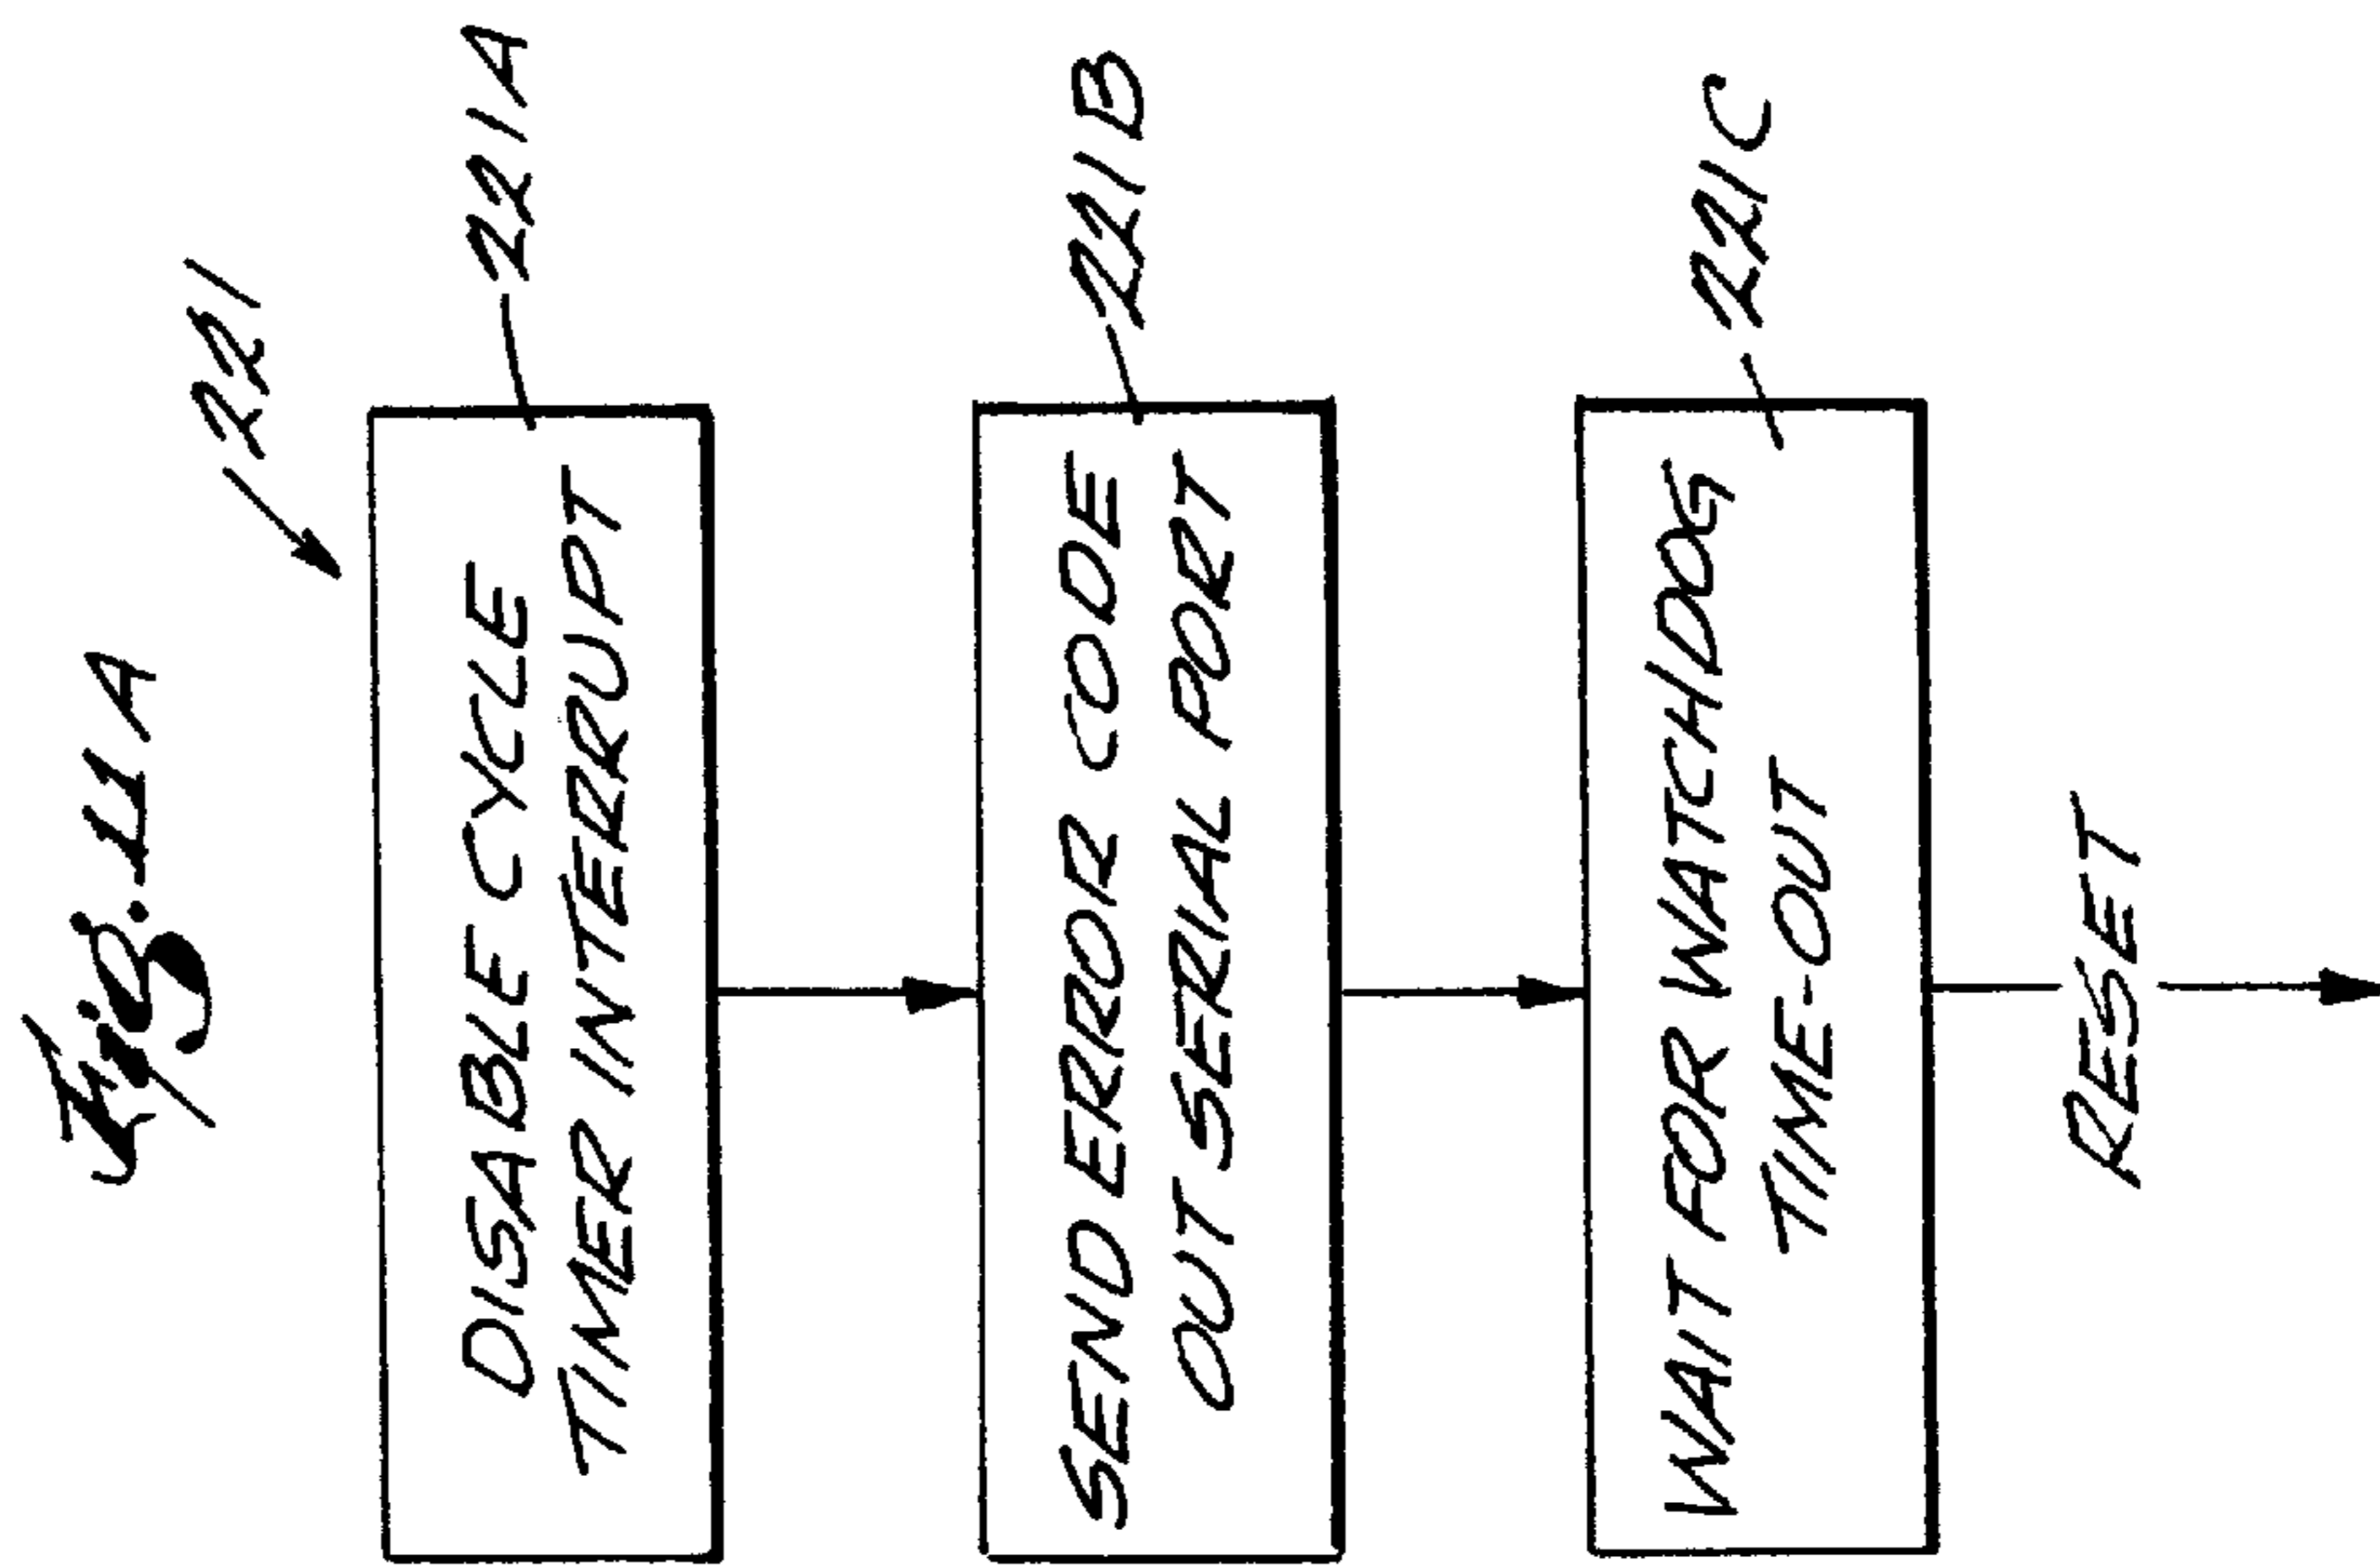 Fig. 11A
221
DISABLE CYCLE
TIMER INTERRUPT
221A
SEND ERROR CODE
OUT SERIAL PORT
221B
WAIT FOR WATCHDOG
TIME-OUT
221C
RESET